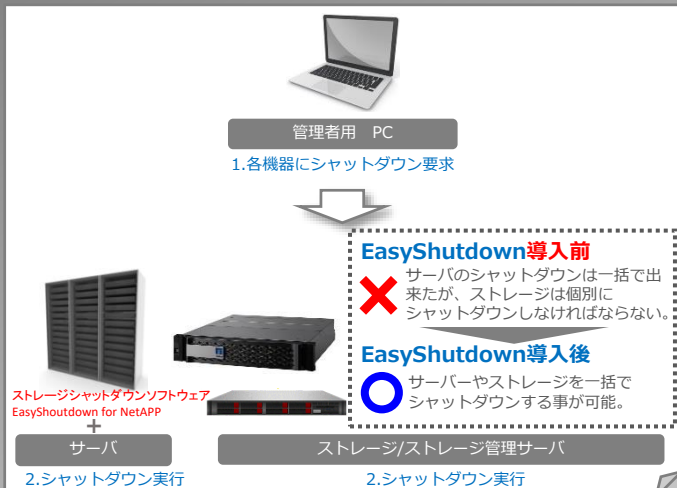 管理者用　PC
1.各機器にシャットダウン要求
EasyShutdown導入前
サーバのシャットダウンは一括で出
来たが、ストレージは個別に
シャットダウンしなければならない。
EasyShutdown導入後
サーバーやストレージを一括で
シャットダウンする事が可能。
ストレージシャットダウンソフトウェア
EasyShoutdown for NetAPP
+
サーバ
ストレージ/ストレージ管理サーバ
2.シャットダウン実行
2.シャットダウン実行